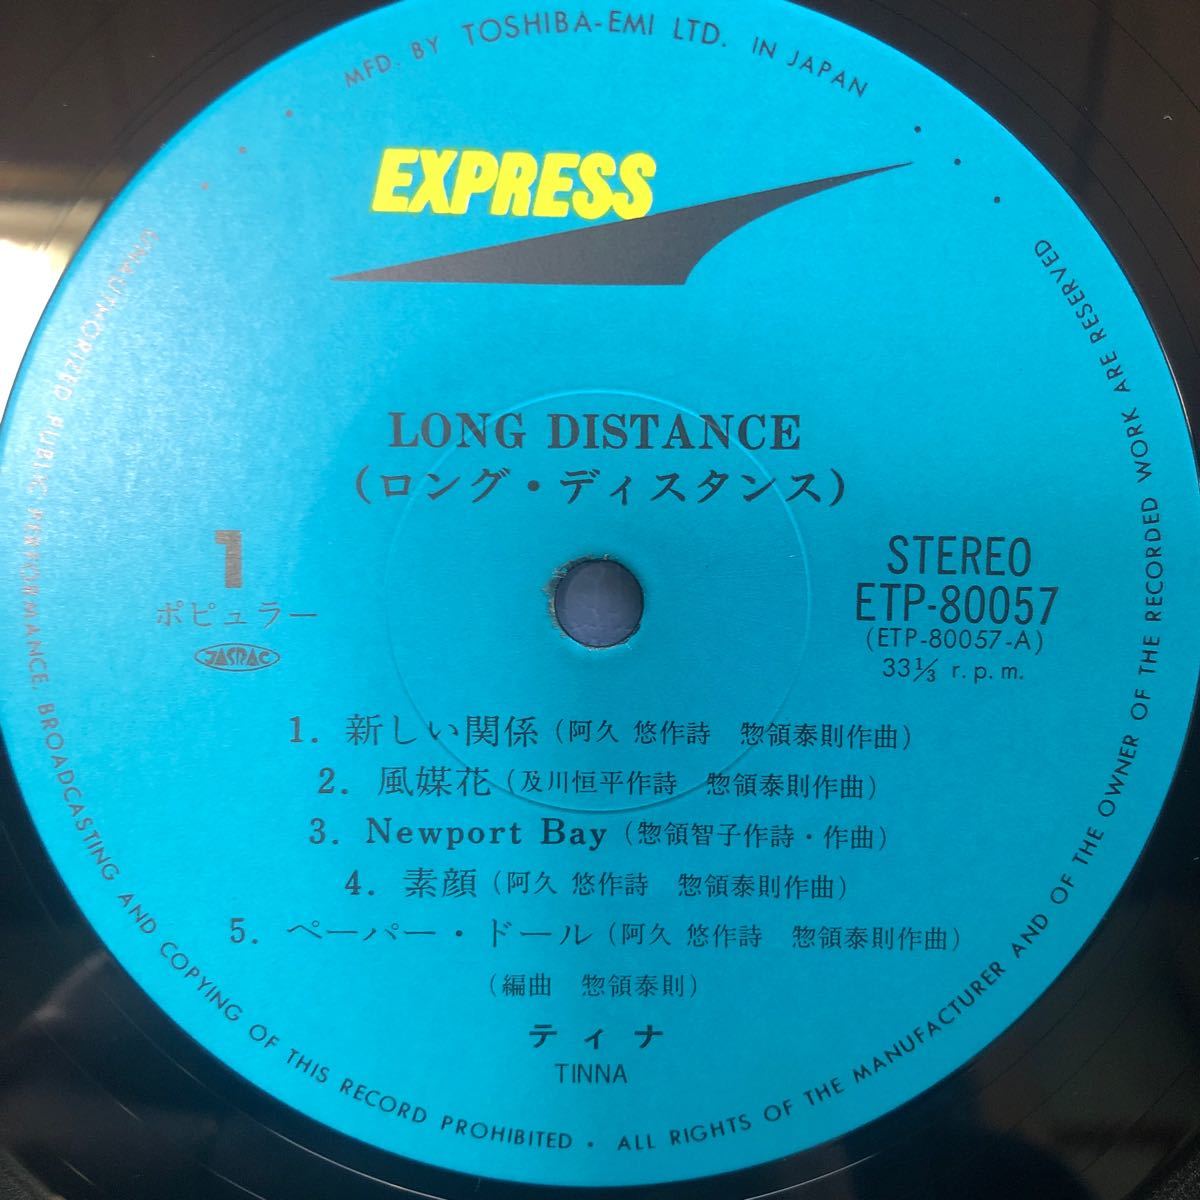 MFD. BY TOSHIBA-EMI LTD. IN JAPAN
EXPRESS
LONG DISTANCE
(ロング・ディスタンス)
1
ポピュラー
JASRAC
STEREO
ETP-80057
(ETP-80057-A)
33⅓ r.p.m.
1. 新しい関係 (阿久 悠作詩 惣領泰則作曲)
2. 風媒花 (及川恒平作詩 惣領泰則作曲)
3. Newport Bay (惣領智子作詩・作曲)
4. 素顔 (阿久 悠作詩 惣領泰則作曲)
5. ペーパー・ドール (阿久 悠作詩 惣領泰則作曲)
(編曲 惣領泰則)
ティナ
TINNA
UNAUTHORIZED PUBLIC PERFORMANCE, BROADCASTING AND COPYING OF THIS RECORD PROHIBITED • ALL RIGHTS OF THE MANUFACTURER AND OF THE OWNER OF THE RECORDED WORK ARE RESERVED